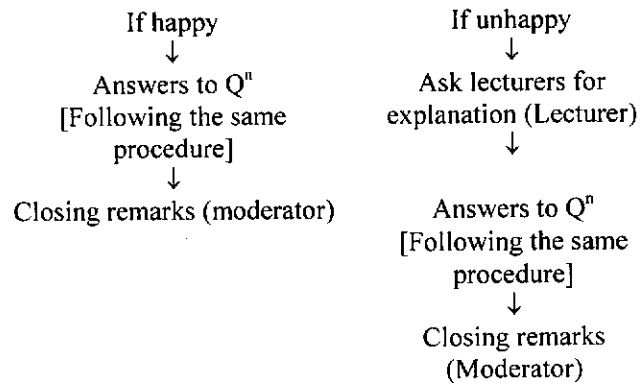 If happy
↓
Answers to Qⁿ
[Following the same
procedure]
↓
Closing remarks (moderator)
If unhappy
↓
Ask lecturers for
explanation (Lecturer)
↓
Answers to Qⁿ
[Following the same
procedure]
↓
Closing remarks
(Moderator)